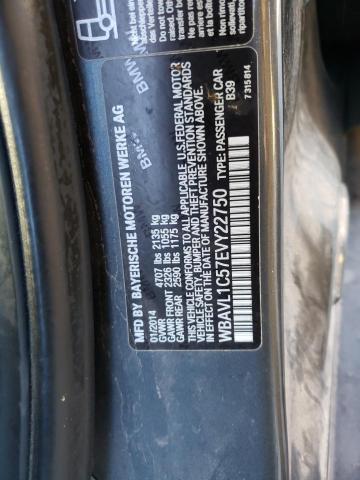 MFD BY BAYERISCHE MOTOREN WERKE AG
01/2014
GVWR 4707 lbs 2135 kg
GAWR FRONT 2326 lbs 1055 kg
GAWR REAR 2590 lbs 1175 kg
THIS VEHICLE CONFORMS TO ALL APPLICABLE U.S. FEDERAL MOTOR
VEHICLE SAFETY, BUMPER AND THEFT PREVENTION STANDARDS
IN EFFECT ON THE DATE OF MANUFACTURE SHOWN ABOVE.
WBAVL1C57EVY22750
TYPE: PASSENGER CAR
B39
7315814